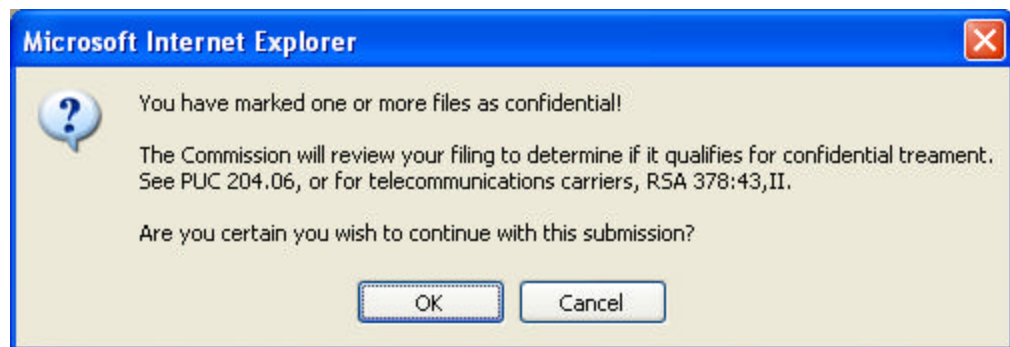 Microsoft Internet Explorer
You have marked one or more files as confidential!
The Commission will review your filing to determine if it qualifies for confidential treament.
See PUC 204.06, or for telecommunications carriers, RSA 378:43,II.
Are you certain you wish to continue with this submission?
OK
Cancel